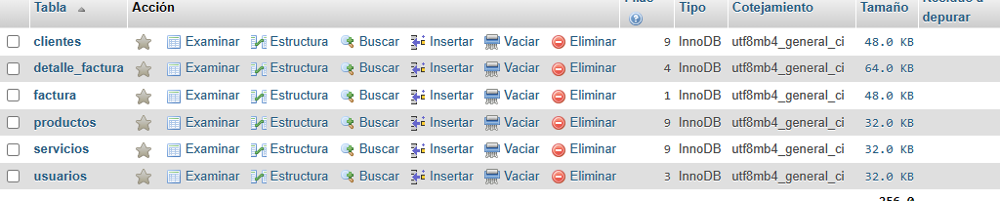 Tabla Acción Filas Tipo Cotejamiento Tamaño Residuo a depurar
clientes Examinar Estructura Buscar Insertar Vaciar Eliminar 9 InnoDB utf8mb4_general_ci 48.0 KB
detalle_factura Examinar Estructura Buscar Insertar Vaciar Eliminar 4 InnoDB utf8mb4_general_ci 64.0 KB
factura Examinar Estructura Buscar Insertar Vaciar Eliminar 1 InnoDB utf8mb4_general_ci 48.0 KB
productos Examinar Estructura Buscar Insertar Vaciar Eliminar 9 InnoDB utf8mb4_general_ci 32.0 KB
servicios Examinar Estructura Buscar Insertar Vaciar Eliminar 9 InnoDB utf8mb4_general_ci 32.0 KB
usuarios Examinar Estructura Buscar Insertar Vaciar Eliminar 3 InnoDB utf8mb4_general_ci 32.0 KB
256.0